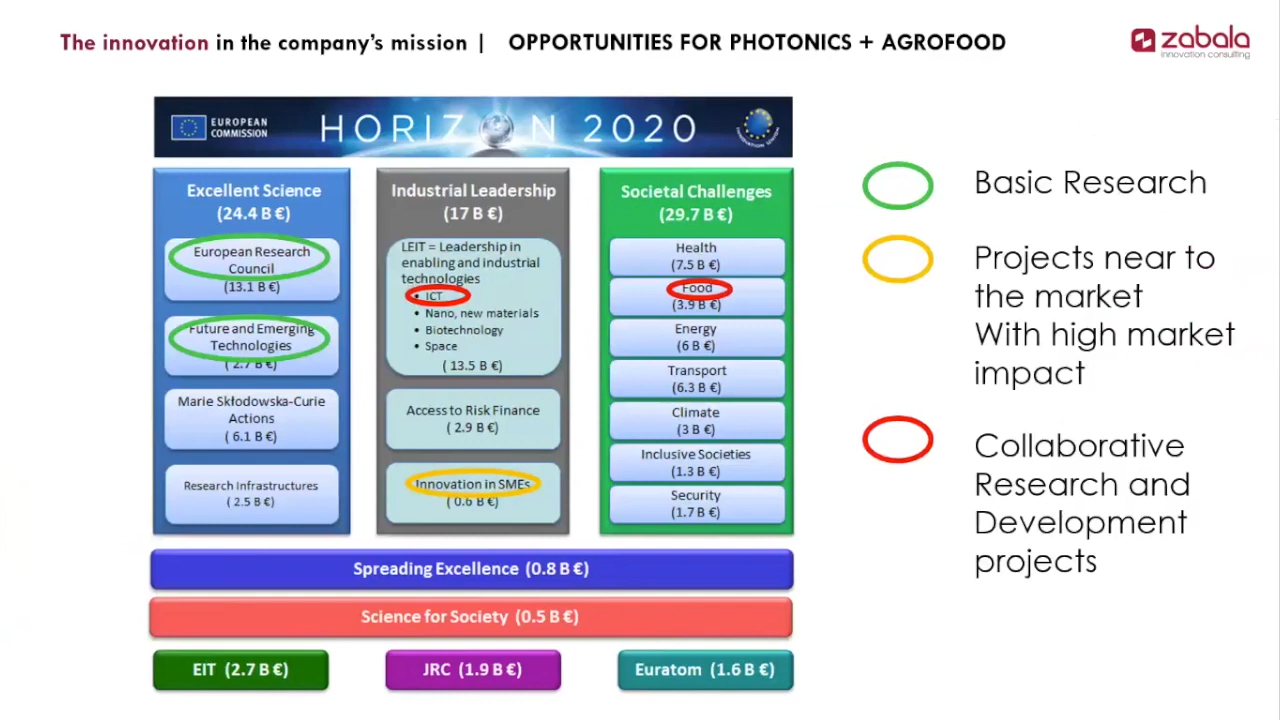 The innovation in the company's mission | OPPORTUNITIES FOR PHOTONICS + AGROFOOD
zabala
innovation consulting
EUROPEAN
COMMISSION
HORIZON 2020
Excellent Science
(24.4 B €)
European Research
Council
(13.1 B €)
Future and Emerging
Technologies
( 2.7 B €)
Marie Skłodowska-Curie
Actions
( 6.1 B €)
Research Infrastructures
( 2.5 B €)
Industrial Leadership
(17 B €)
LEIT = Leadership in
enabling and industrial
technologies
• ICT
• Nano, new materials
• Biotechnology
• Space
( 13.5 B €)
Access to Risk Finance
( 2.9 B €)
Innovation in SMEs
( 0.6 B €)
Societal Challenges
(29.7 B €)
Health
(7.5 B €)
Food
(3.9 B €)
Energy
(6 B €)
Transport
(6.3 B €)
Climate
(3 B €)
Inclusive Societies
(1.3 B €)
Security
(1.7 B €)
Spreading Excellence (0.8 B €)
Science for Society (0.5 B €)
EIT (2.7 B €)
JRC (1.9 B €)
Euratom (1.6 B €)
Basic Research
Projects near to
the market
With high market
impact
Collaborative
Research and
Development
projects